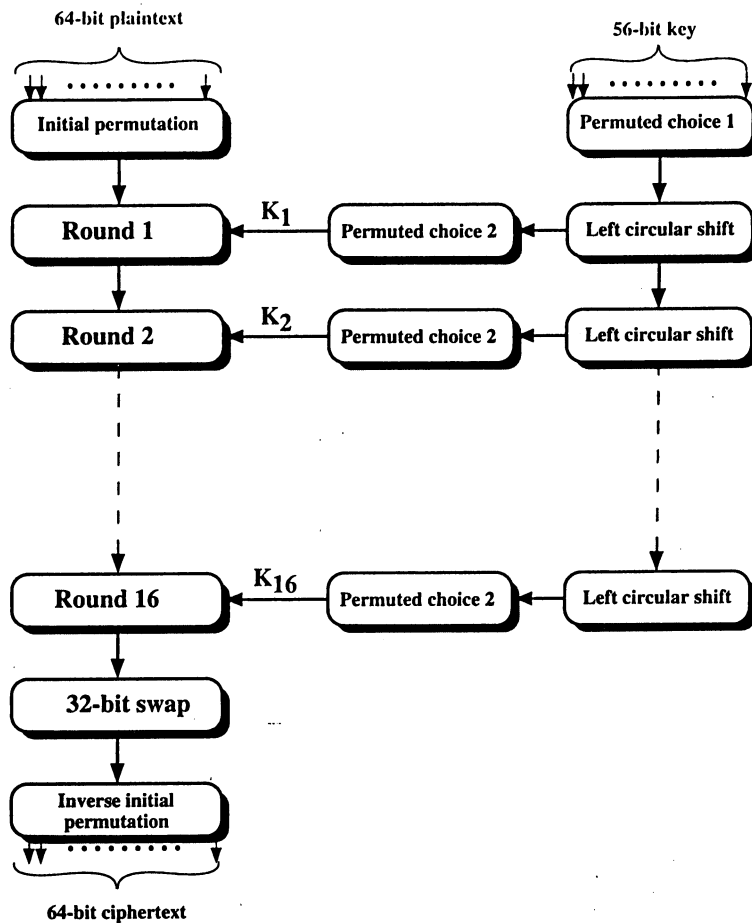 64-bit plaintext
56-bit key
Initial permutation
Permuted choice 1
Round 1
K1
Permuted choice 2
Left circular shift
Round 2
K2
Permuted choice 2
Left circular shift
Round 16
K16
Permuted choice 2
Left circular shift
32-bit swap
Inverse initial
permutation
64-bit ciphertext